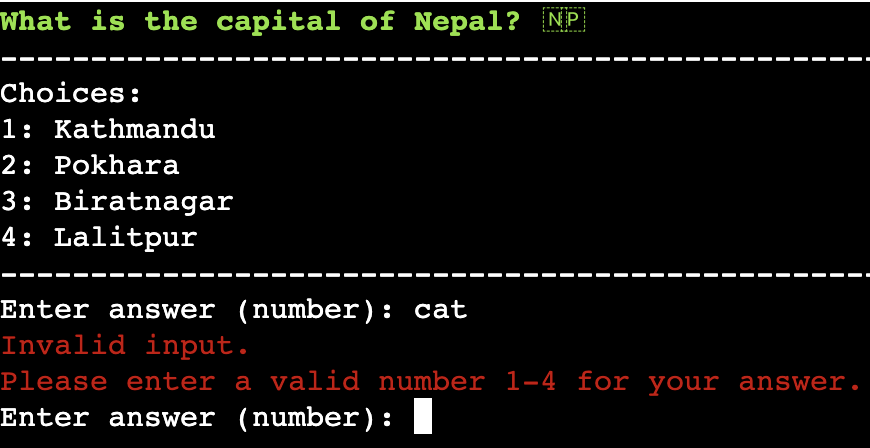 What is the capital of Nepal? 🇳🇵
------------------------------------------------
Choices:
1: Kathmandu
2: Pokhara
3: Biratnagar
4: Lalitpur
------------------------------------------------
Enter answer (number): cat
Invalid input.
Please enter a valid number 1-4 for your answer.
Enter answer (number):